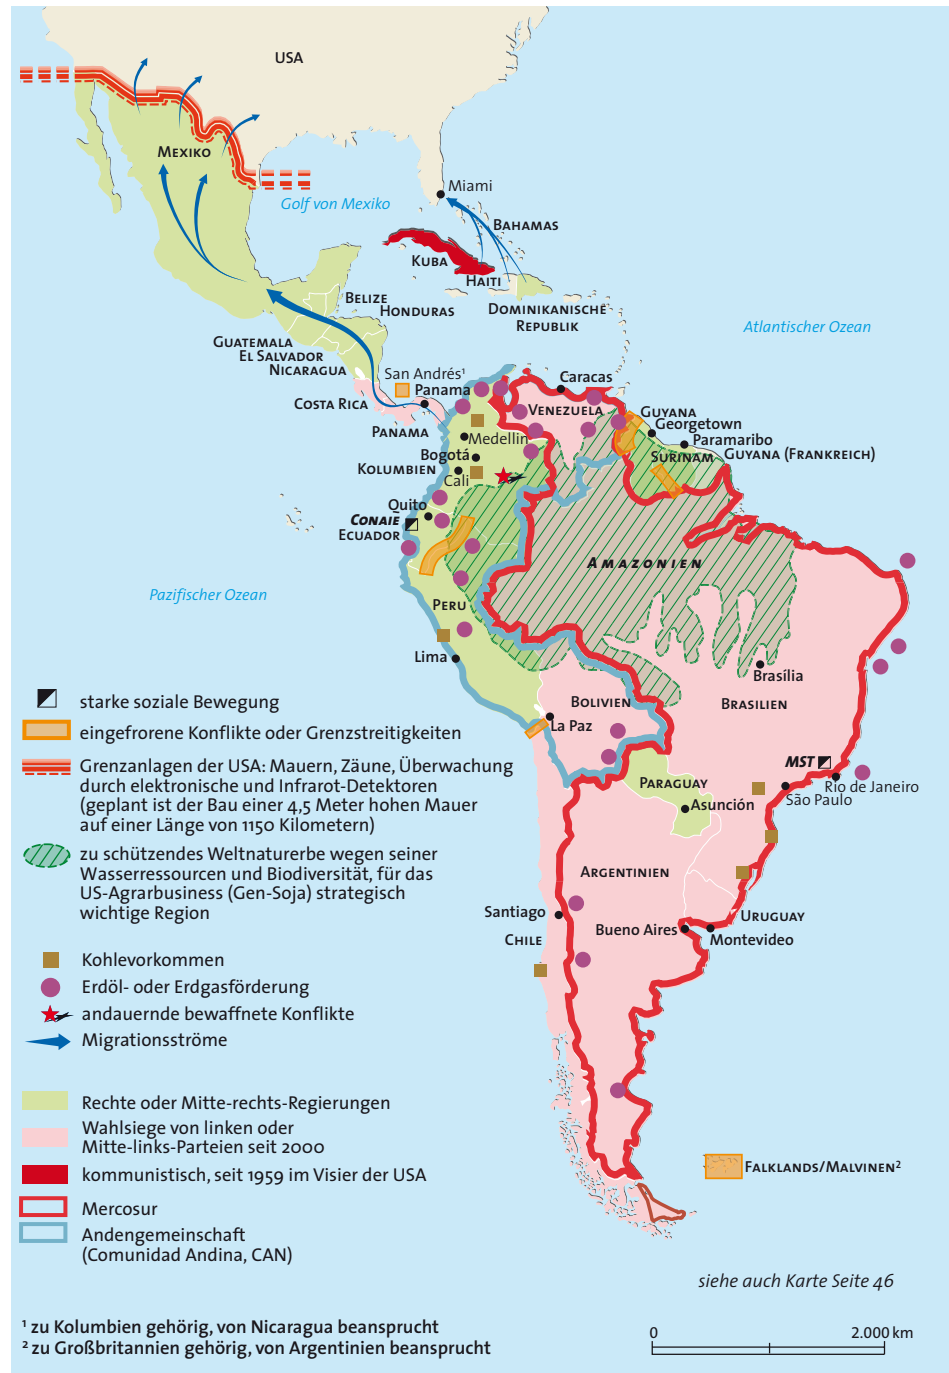 USA
MEXIKO
Miami
Golf von Mexiko
BAHAMAS
KUBA
HAITI
BELIZE
HONDURAS
DOMINIKANISCHE
REPUBLIK
Atlantischer Ozean
GUATEMALA
EL SALVADOR
NICARAGUA
San Andrés¹
Caracas
Panama
COSTA RICA
VENEZUELA
GUYANA
Georgetown
PANAMA
Medellín
Paramaribo
Bogotá
SURINAM
GUYANA (FRANKREICH)
KOLUMBIEN
Cali
Quito
CONAIE
ECUADOR
AMAZONIEN
Pazifischer Ozean
PERU
Lima
Brasília
BOLIVIEN
BRASILIEN
La Paz
MST
PARAGUAY
Rio de Janeiro
São Paulo
Asunción
ARGENTINIEN
Santiago
URUGUAY
Bueno Aires
CHILE
Montevideo
FALKLANDS/MALVINEN²
starke soziale Bewegung
eingefrorene Konflikte oder Grenzstreitigkeiten
Grenzanlagen der USA: Mauern, Zäune, Überwachung
durch elektronische und Infrarot-Detektoren
(geplant ist der Bau einer 4,5 Meter hohen Mauer
auf einer Länge von 1150 Kilometern)
zu schützendes Weltnaturerbe wegen seiner
Wasserressourcen und Biodiversität, für das
US-Agrarbusiness (Gen-Soja) strategisch
wichtige Region
Kohlevorkommen
Erdöl- oder Erdgasförderung
andauernde bewaffnete Konflikte
Migrationsströme
Rechte oder Mitte-rechts-Regierungen
Wahlsiege von linken oder
Mitte-links-Parteien seit 2000
kommunistisch, seit 1959 im Visier der USA
Mercosur
Andengemeinschaft
(Comunidad Andina, CAN)
siehe auch Karte Seite 46
¹ zu Kolumbien gehörig, von Nicaragua beansprucht
² zu Großbritannien gehörig, von Argentinien beansprucht
0 2.000 km